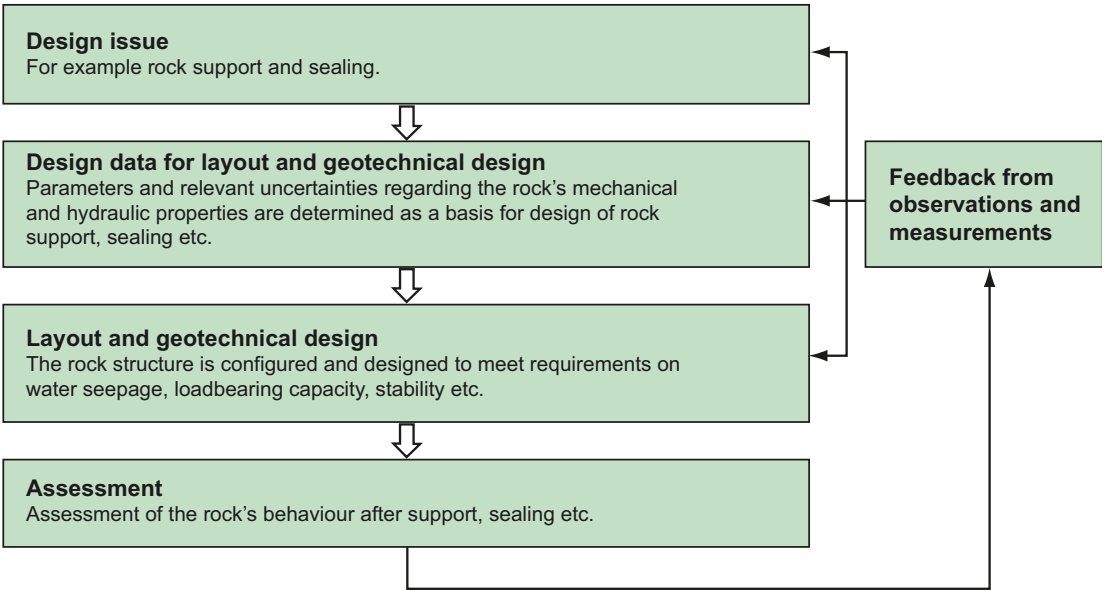 Design issue
For example rock support and sealing.
Design data for layout and geotechnical design
Parameters and relevant uncertainties regarding the rock's mechanical
and hydraulic properties are determined as a basis for design of rock
support, sealing etc.
Feedback from
observations and
measurements
Layout and geotechnical design
The rock structure is configured and designed to meet requirements on
water seepage, loadbearing capacity, stability etc.
Assessment
Assessment of the rock's behaviour after support, sealing etc.